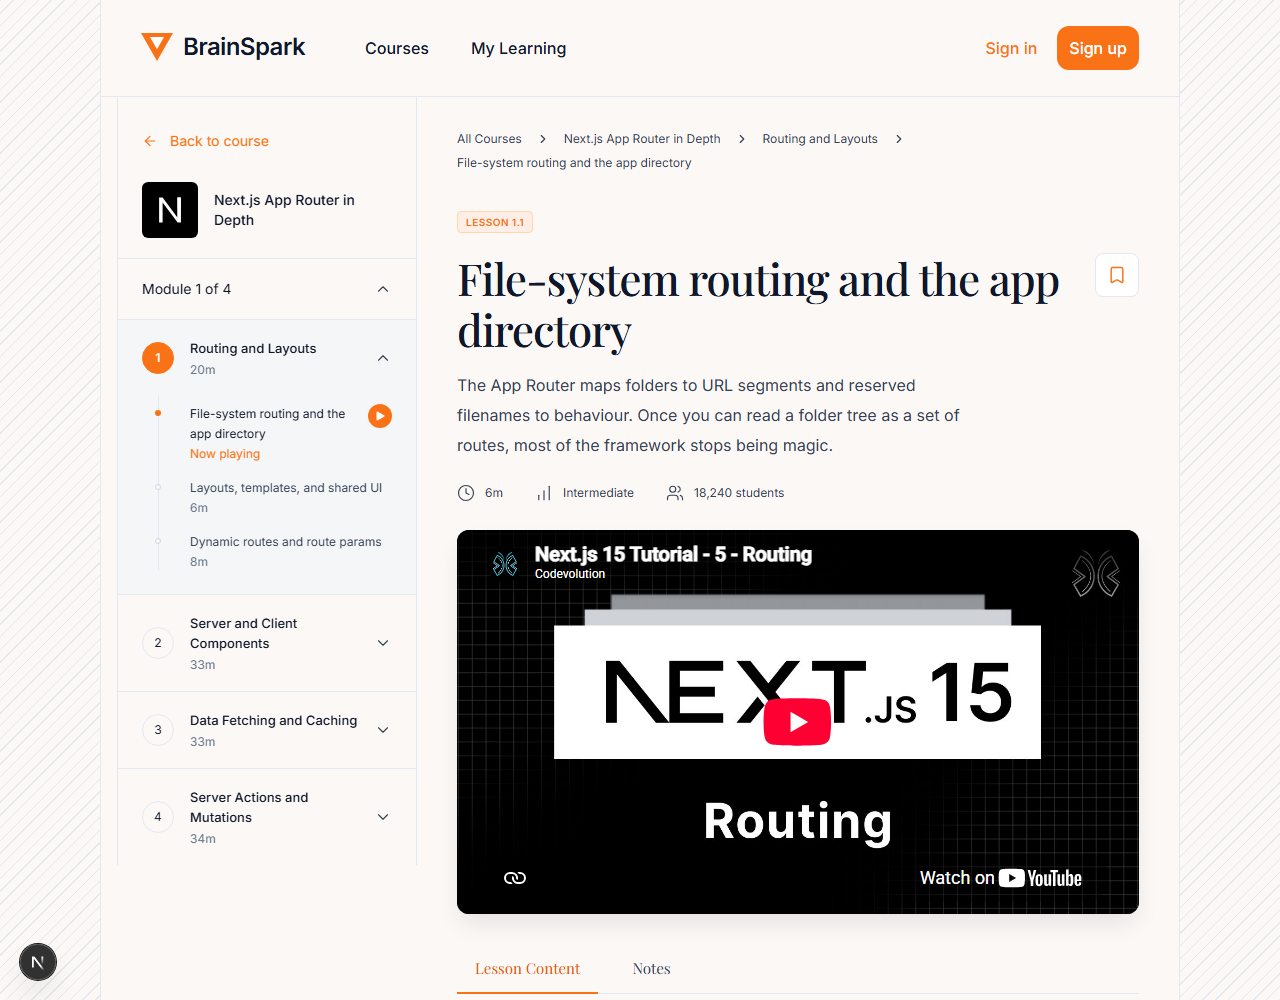 BrainSpark
Courses
My Learning
Sign in
Sign up
Back to course
N
Next.js App Router in
Depth
Module 1 of 4
1
Routing and Layouts
20m
File-system routing and the
app directory
Now playing
Layouts, templates, and shared UI
6m
Dynamic routes and route params
8m
2
Server and Client
Components
33m
3
Data Fetching and Caching
33m
4
Server Actions and
Mutations
34m
All Courses
Next.js App Router in Depth
Routing and Layouts
File-system routing and the app directory
LESSON 1.1
File-system routing and the app
directory
The App Router maps folders to URL segments and reserved
filenames to behaviour. Once you can read a folder tree as a set of
routes, most of the framework stops being magic.
6m
Intermediate
18,240 students
Next.js 15 Tutorial - 5 - Routing
Codevolution
NEXT.JS 15
Routing
Watch on YouTube
Lesson Content
Notes
N